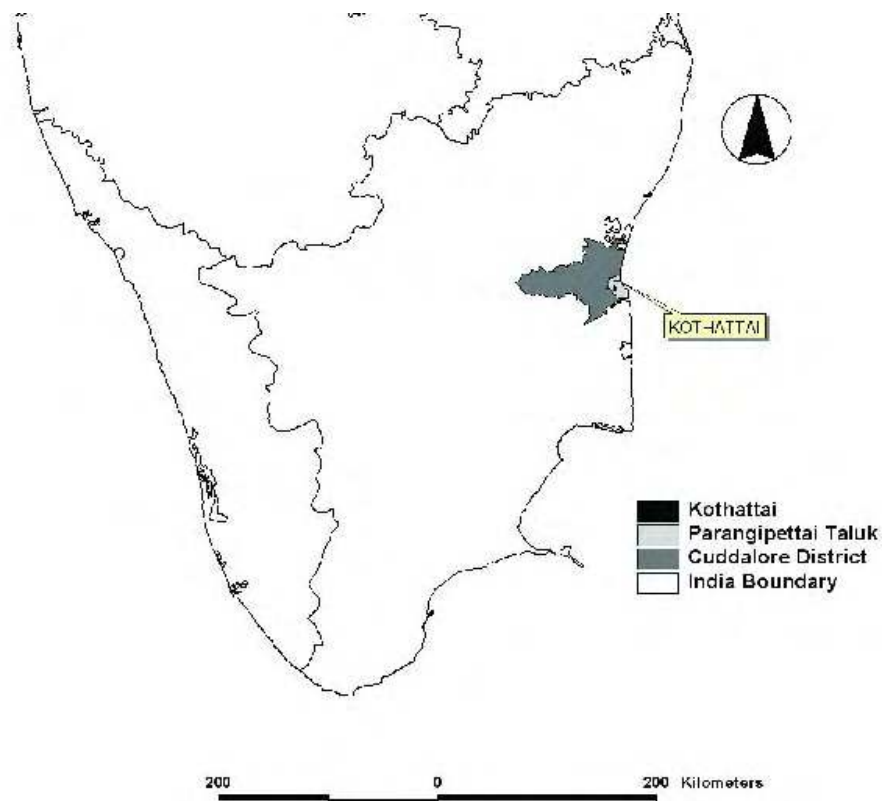 KOTHATTAI
Kothattai
Parangipettai Taluk
Cuddalore District
India Boundary
200 0 200 Kilometers